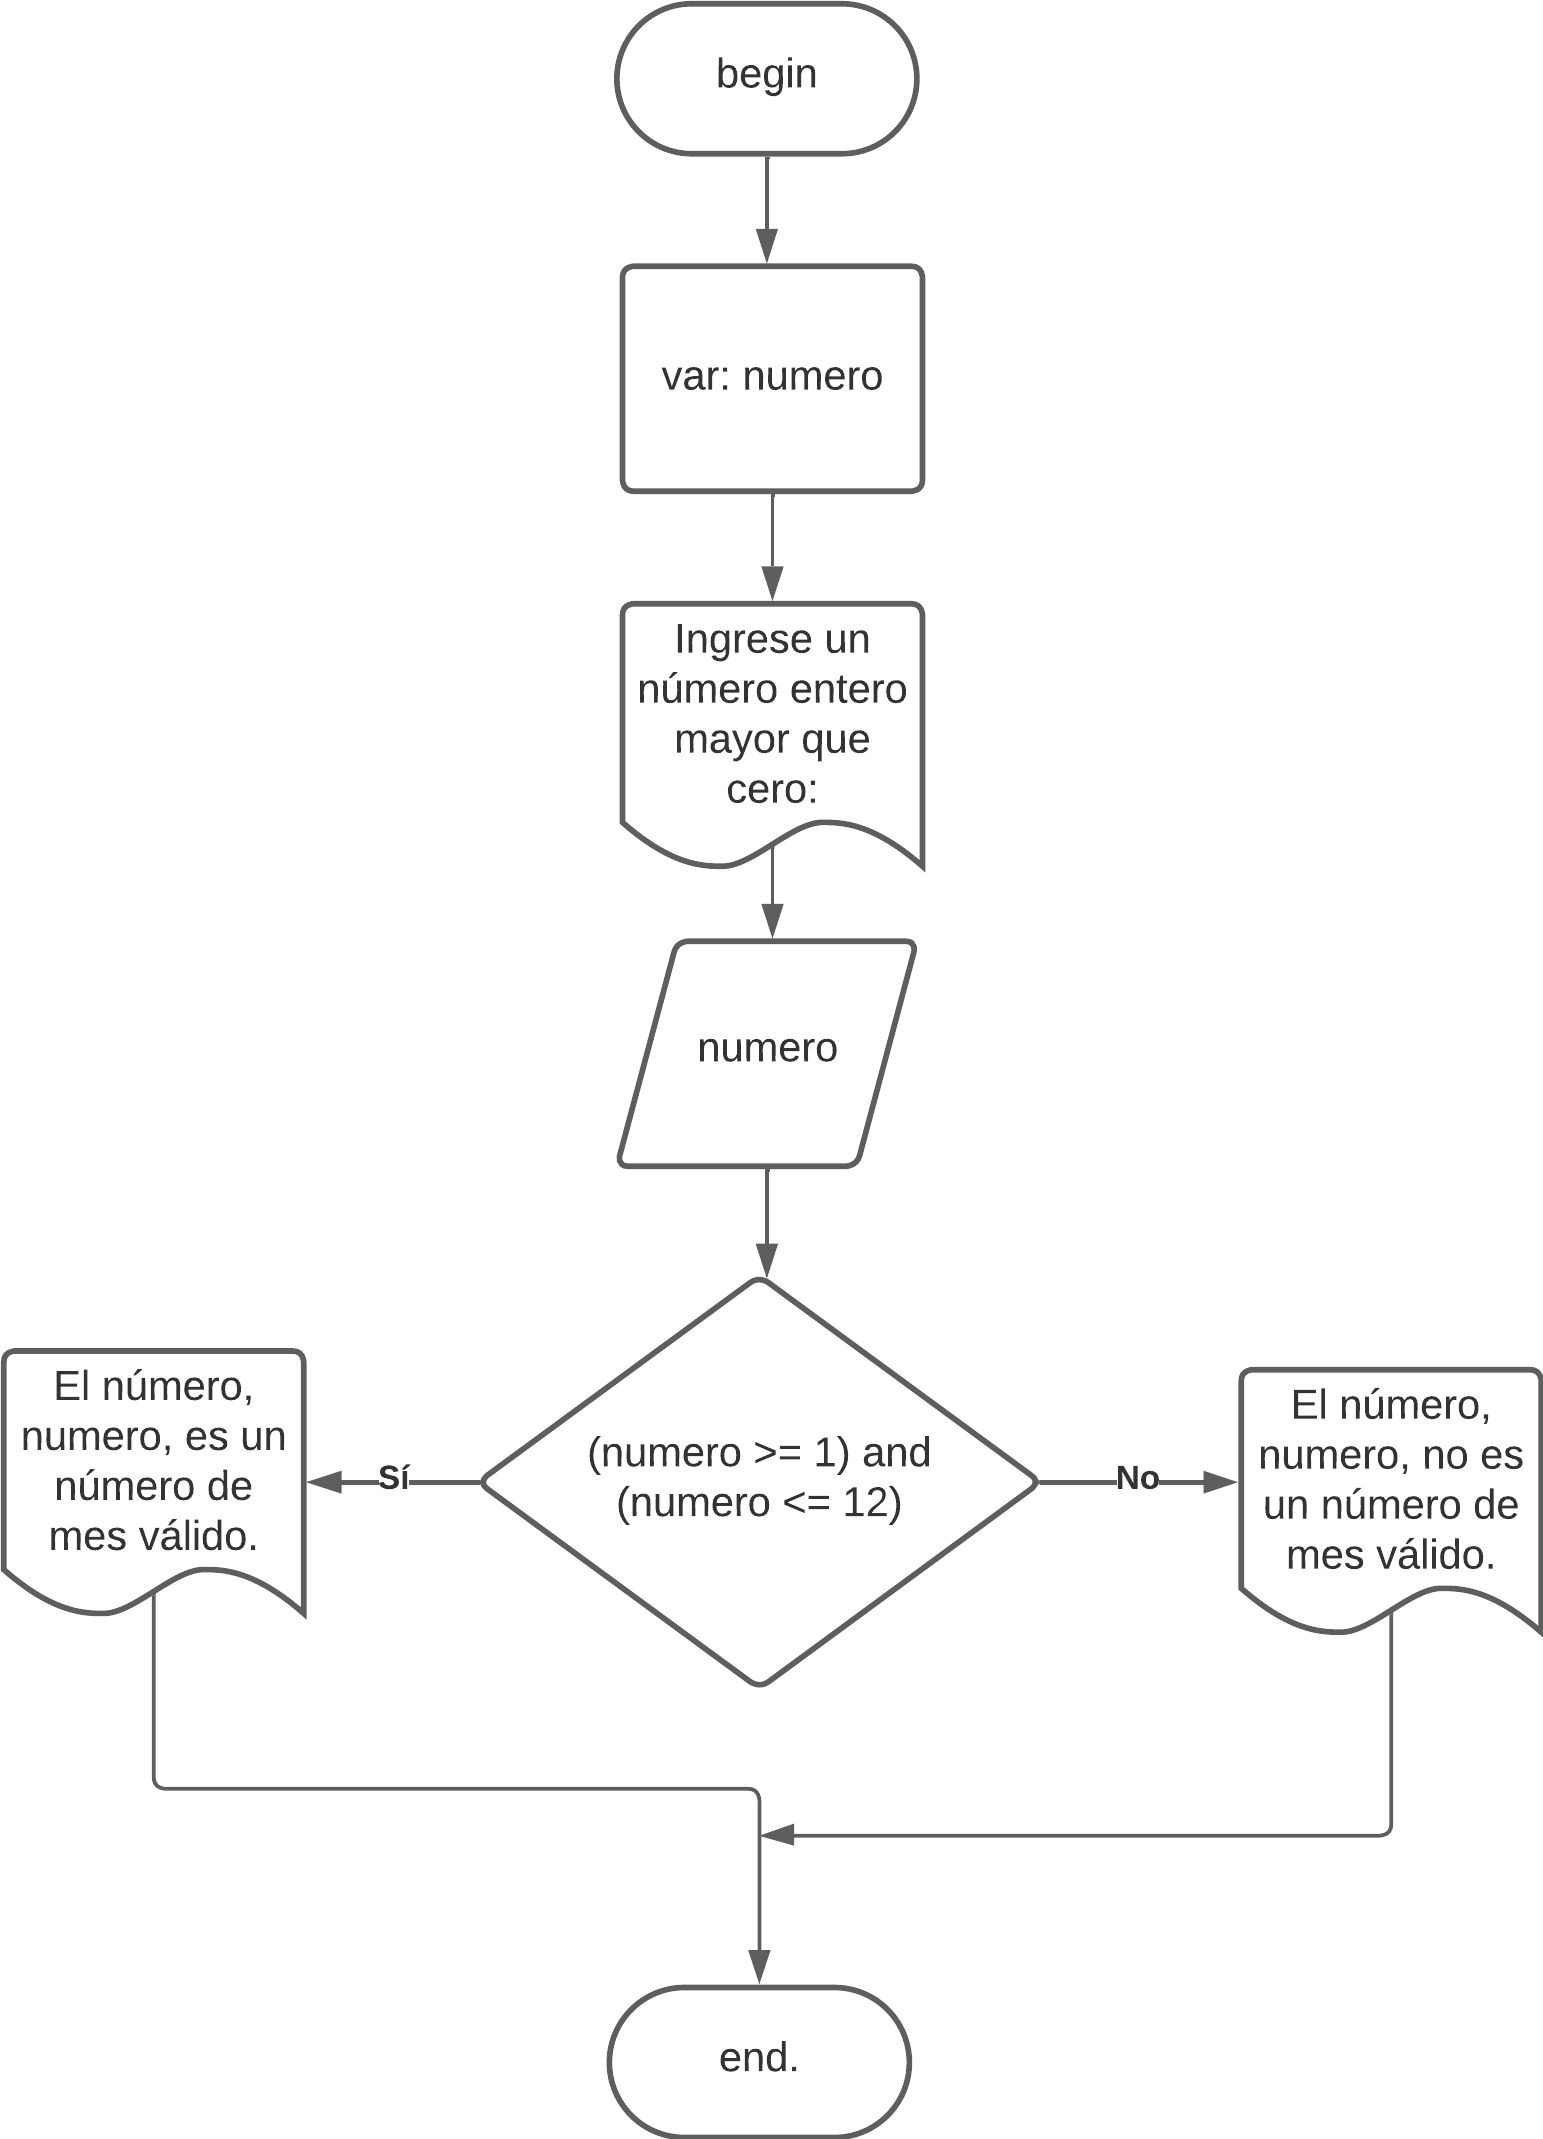 begin
var: numero
Ingrese un
número entero
mayor que
cero:
numero
(numero >= 1) and
(numero <= 12)
Sí
No
El número,
numero, es un
número de
mes válido.
El número,
numero, no es
un número de
mes válido.
end.